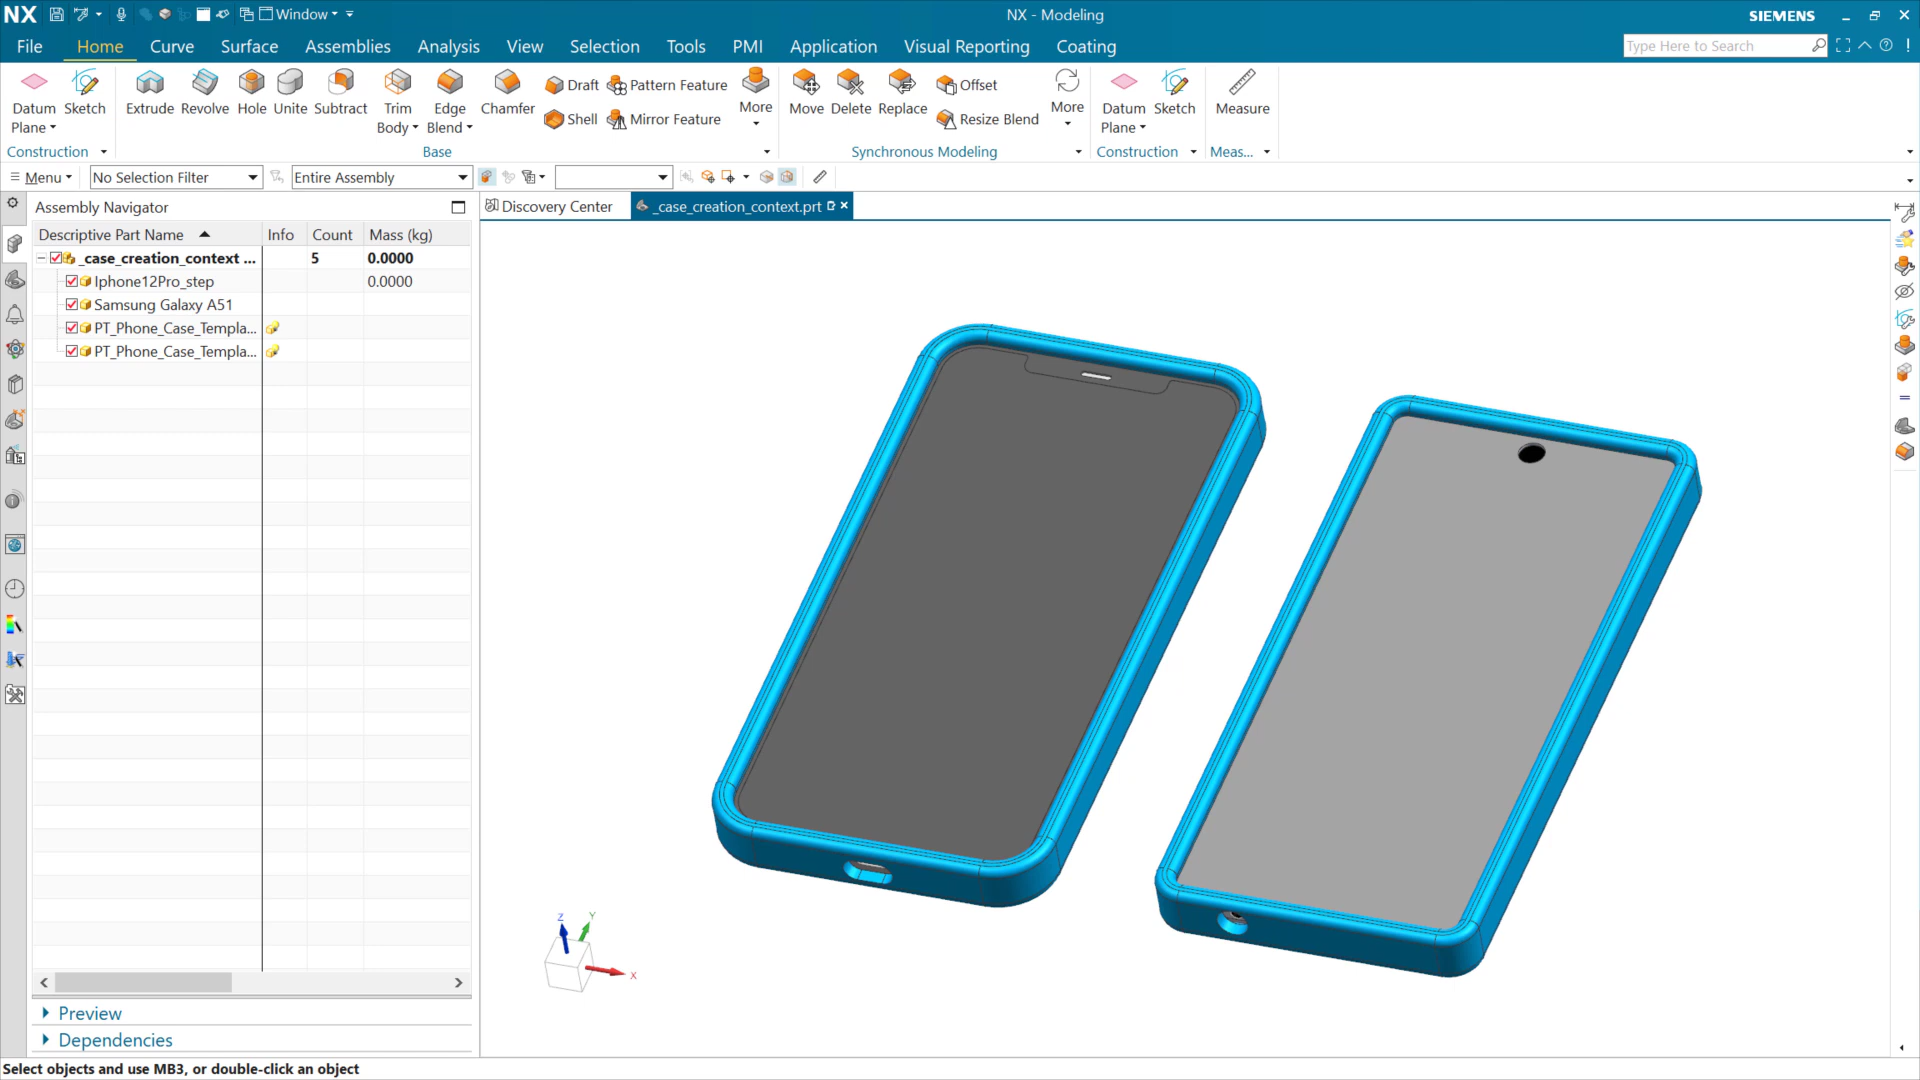 NX
Window
NX - Modeling
SIEMENS
File
Home
Curve
Surface
Assemblies
Analysis
View
Selection
Tools
PMI
Application
Visual Reporting
Coating
Type Here to Search
Datum Plane
Sketch
Extrude
Revolve
Hole
Unite
Subtract
Trim Body
Edge Blend
Chamfer
Draft
Shell
Pattern Feature
Mirror Feature
More
Move
Delete
Replace
Offset
Resize Blend
More
Datum Plane
Sketch
Measure
Construction
Base
Synchronous Modeling
Construction
Meas...
Menu
No Selection Filter
Entire Assembly
Assembly Navigator
Discovery Center
_case_creation_context.prt
Descriptive Part Name
Info
Count
Mass (kg)
_case_creation_context ...
5
0.0000
Iphone12Pro_step
0.0000
Samsung Galaxy A51
PT_Phone_Case_Templa...
PT_Phone_Case_Templa...
Z
Y
X
Preview
Dependencies
Select objects and use MB3, or double-click an object